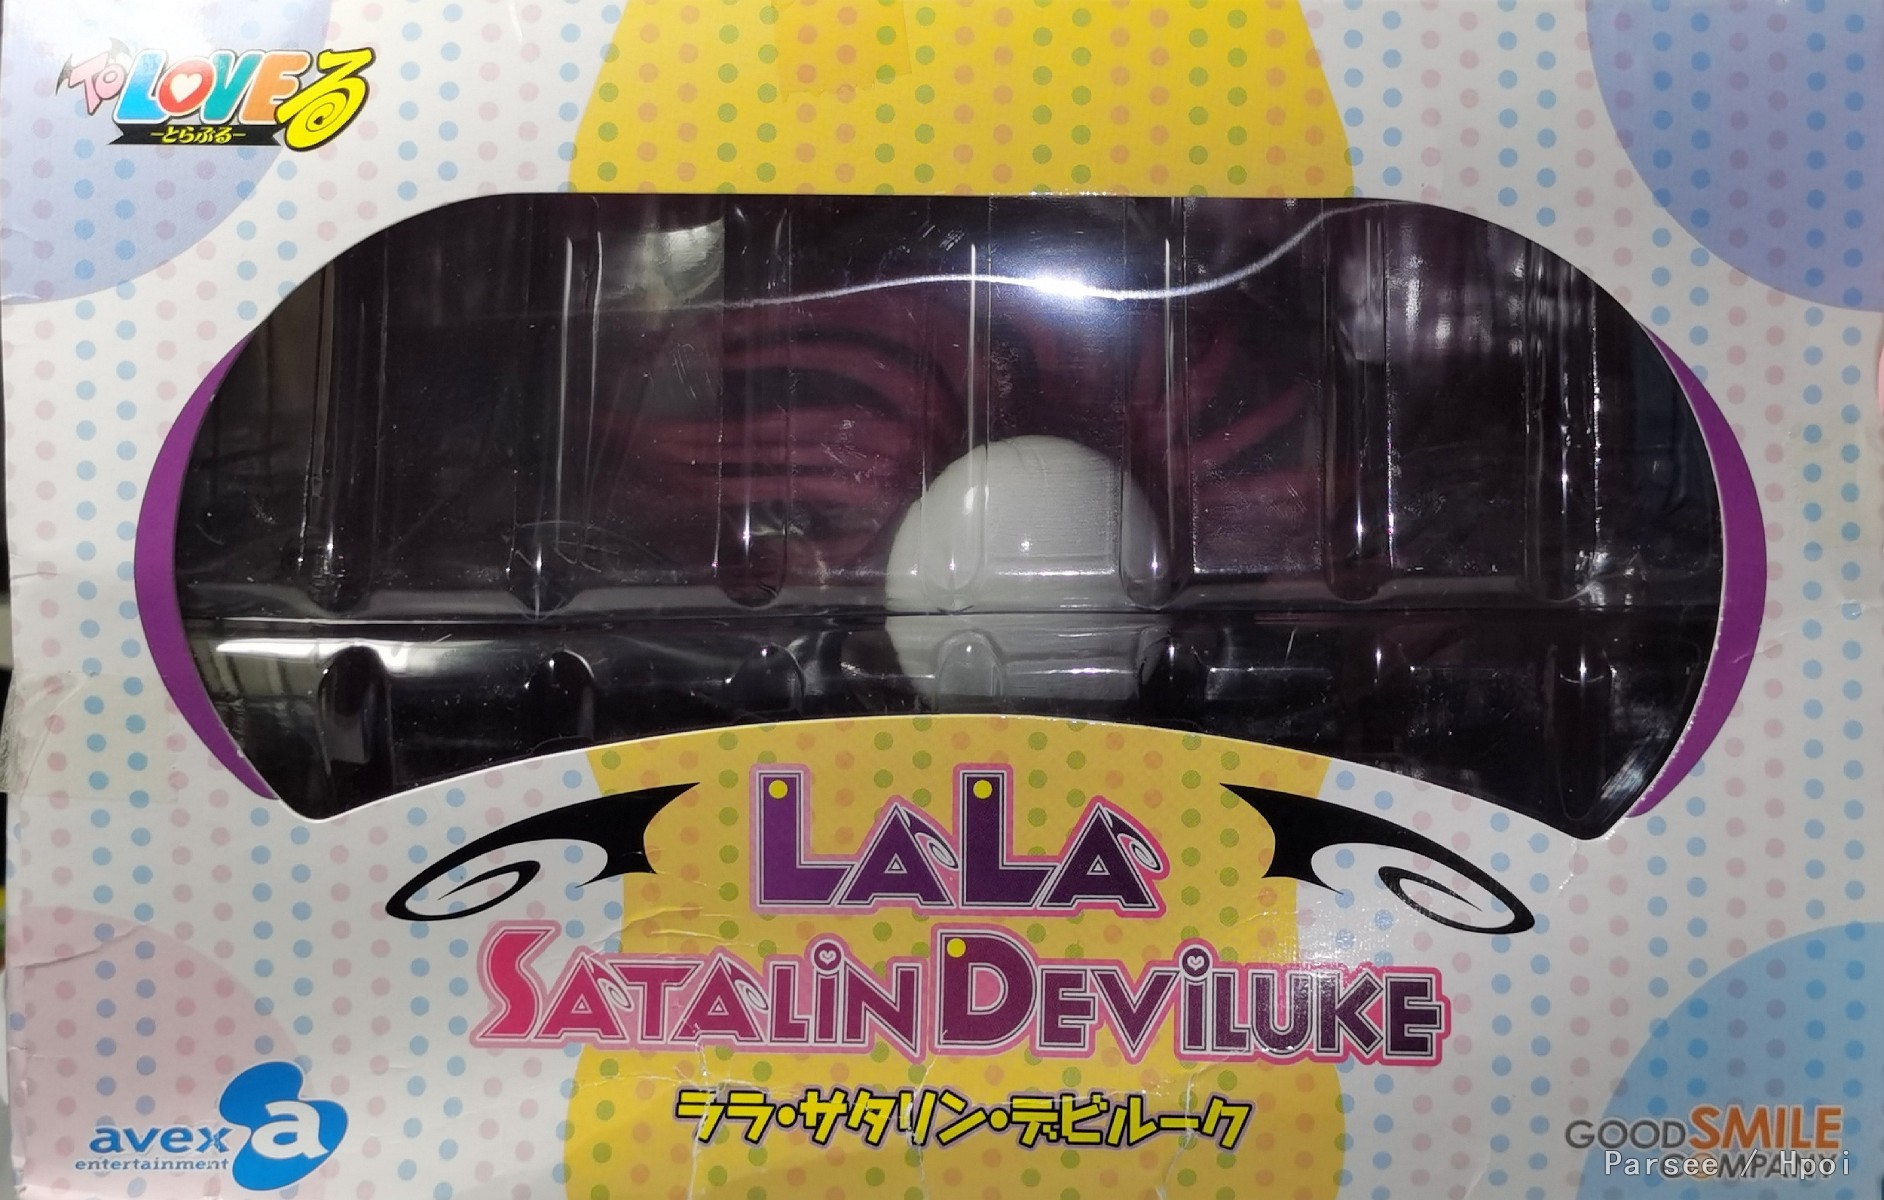 To LOVEる
-とらぶる-
LALA
SATALIN DEVILUKE
ララ・サタリン・デビルーク
avex
entertainment
a
GOOD SMILE
COMPANY
Parsee / Hpoi